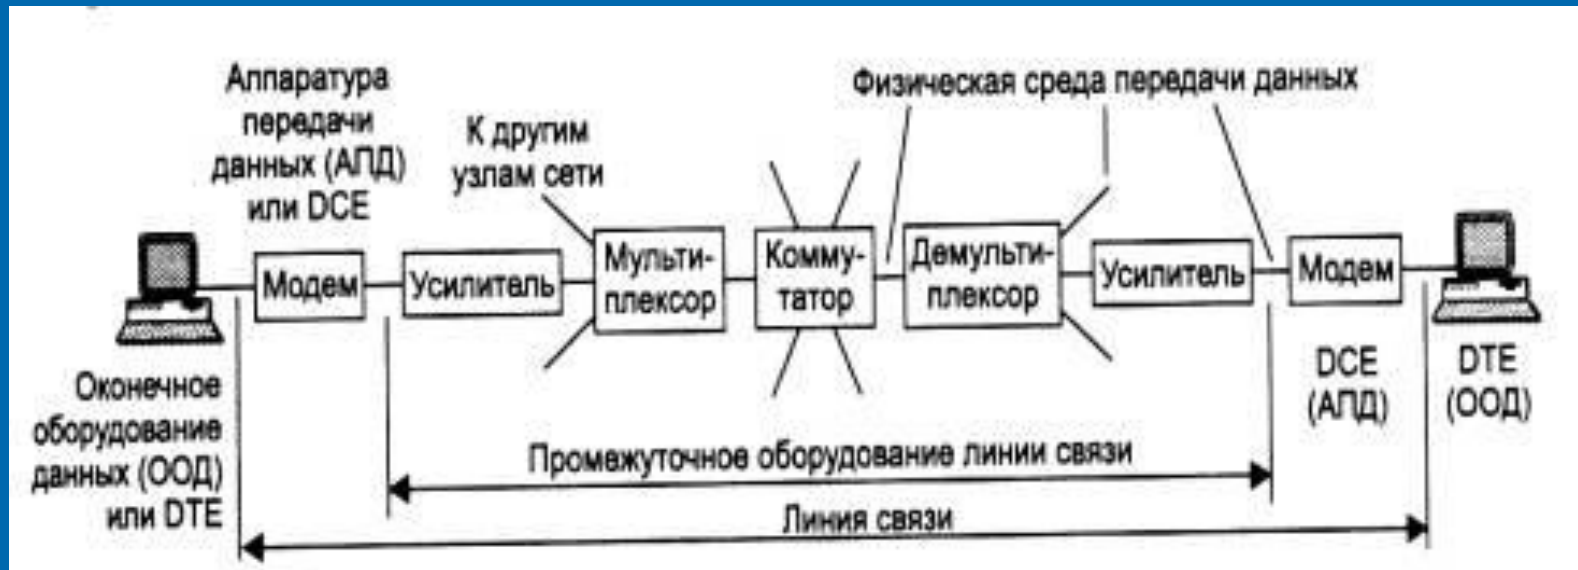 Аппаратура
передачи
данных (АПД)
или DCE
К другим
узлам сети
Физическая среда передачи данных
Модем
Усилитель
Мульти-
плексор
Комму-
татор
Демульти-
плексор
Усилитель
Модем
Оконечное
оборудование
данных (ООД)
или DTE
DCE
(АПД)
DTE
(ООД)
Промежуточное оборудование линии связи
Линия связи